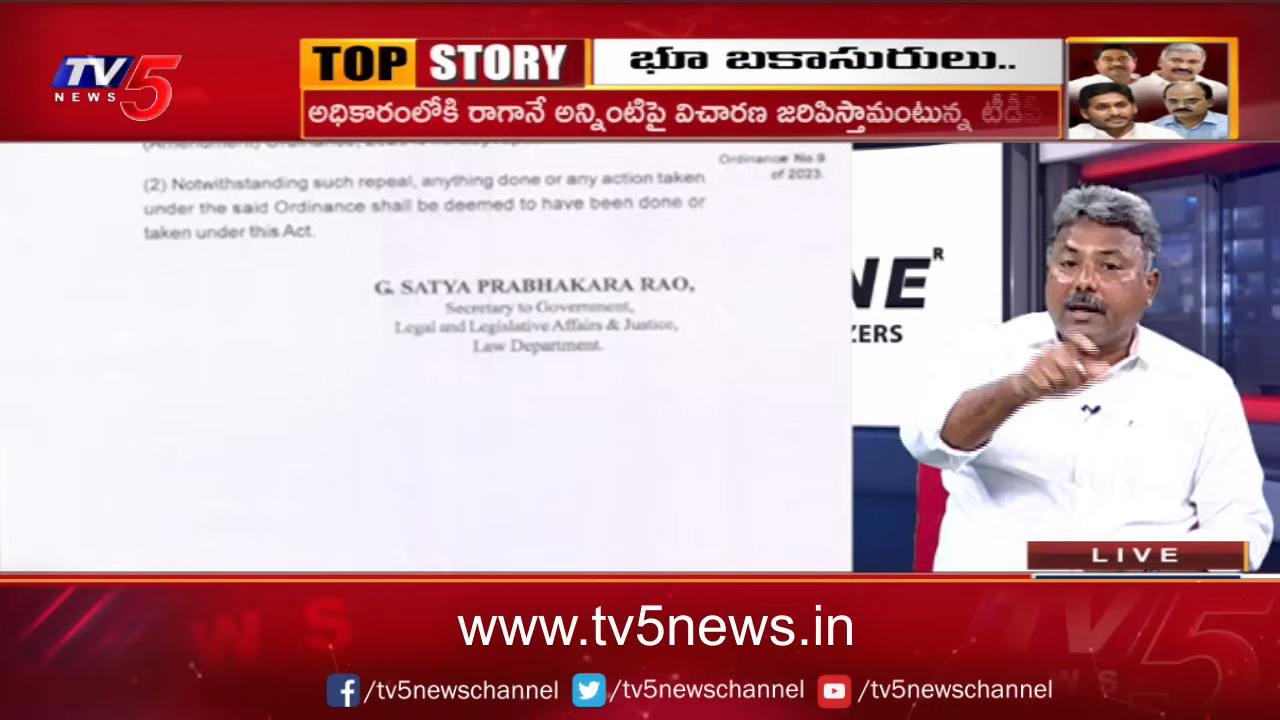 TV5
NEWS
TOP STORY
భూ బకాసురులు..
అధికారంలోకి రాగానే అన్నింటిపై విచారణ జరిపిస్తామంటున్న టీడీపీ
Ordinance No.9
of 2023.
(2) Notwithstanding such repeal, anything done or any action taken
under the said Ordinance shall be deemed to have been done or
taken under this Act.
G. SATYA PRABHAKARA RAO,
Secretary to Government,
Legal and Legislative Affairs & Justice,
Law Department.
NE R
ZERS
LIVE
www.tv5news.in
/tv5newschannel /tv5newschannel /tv5newschannel